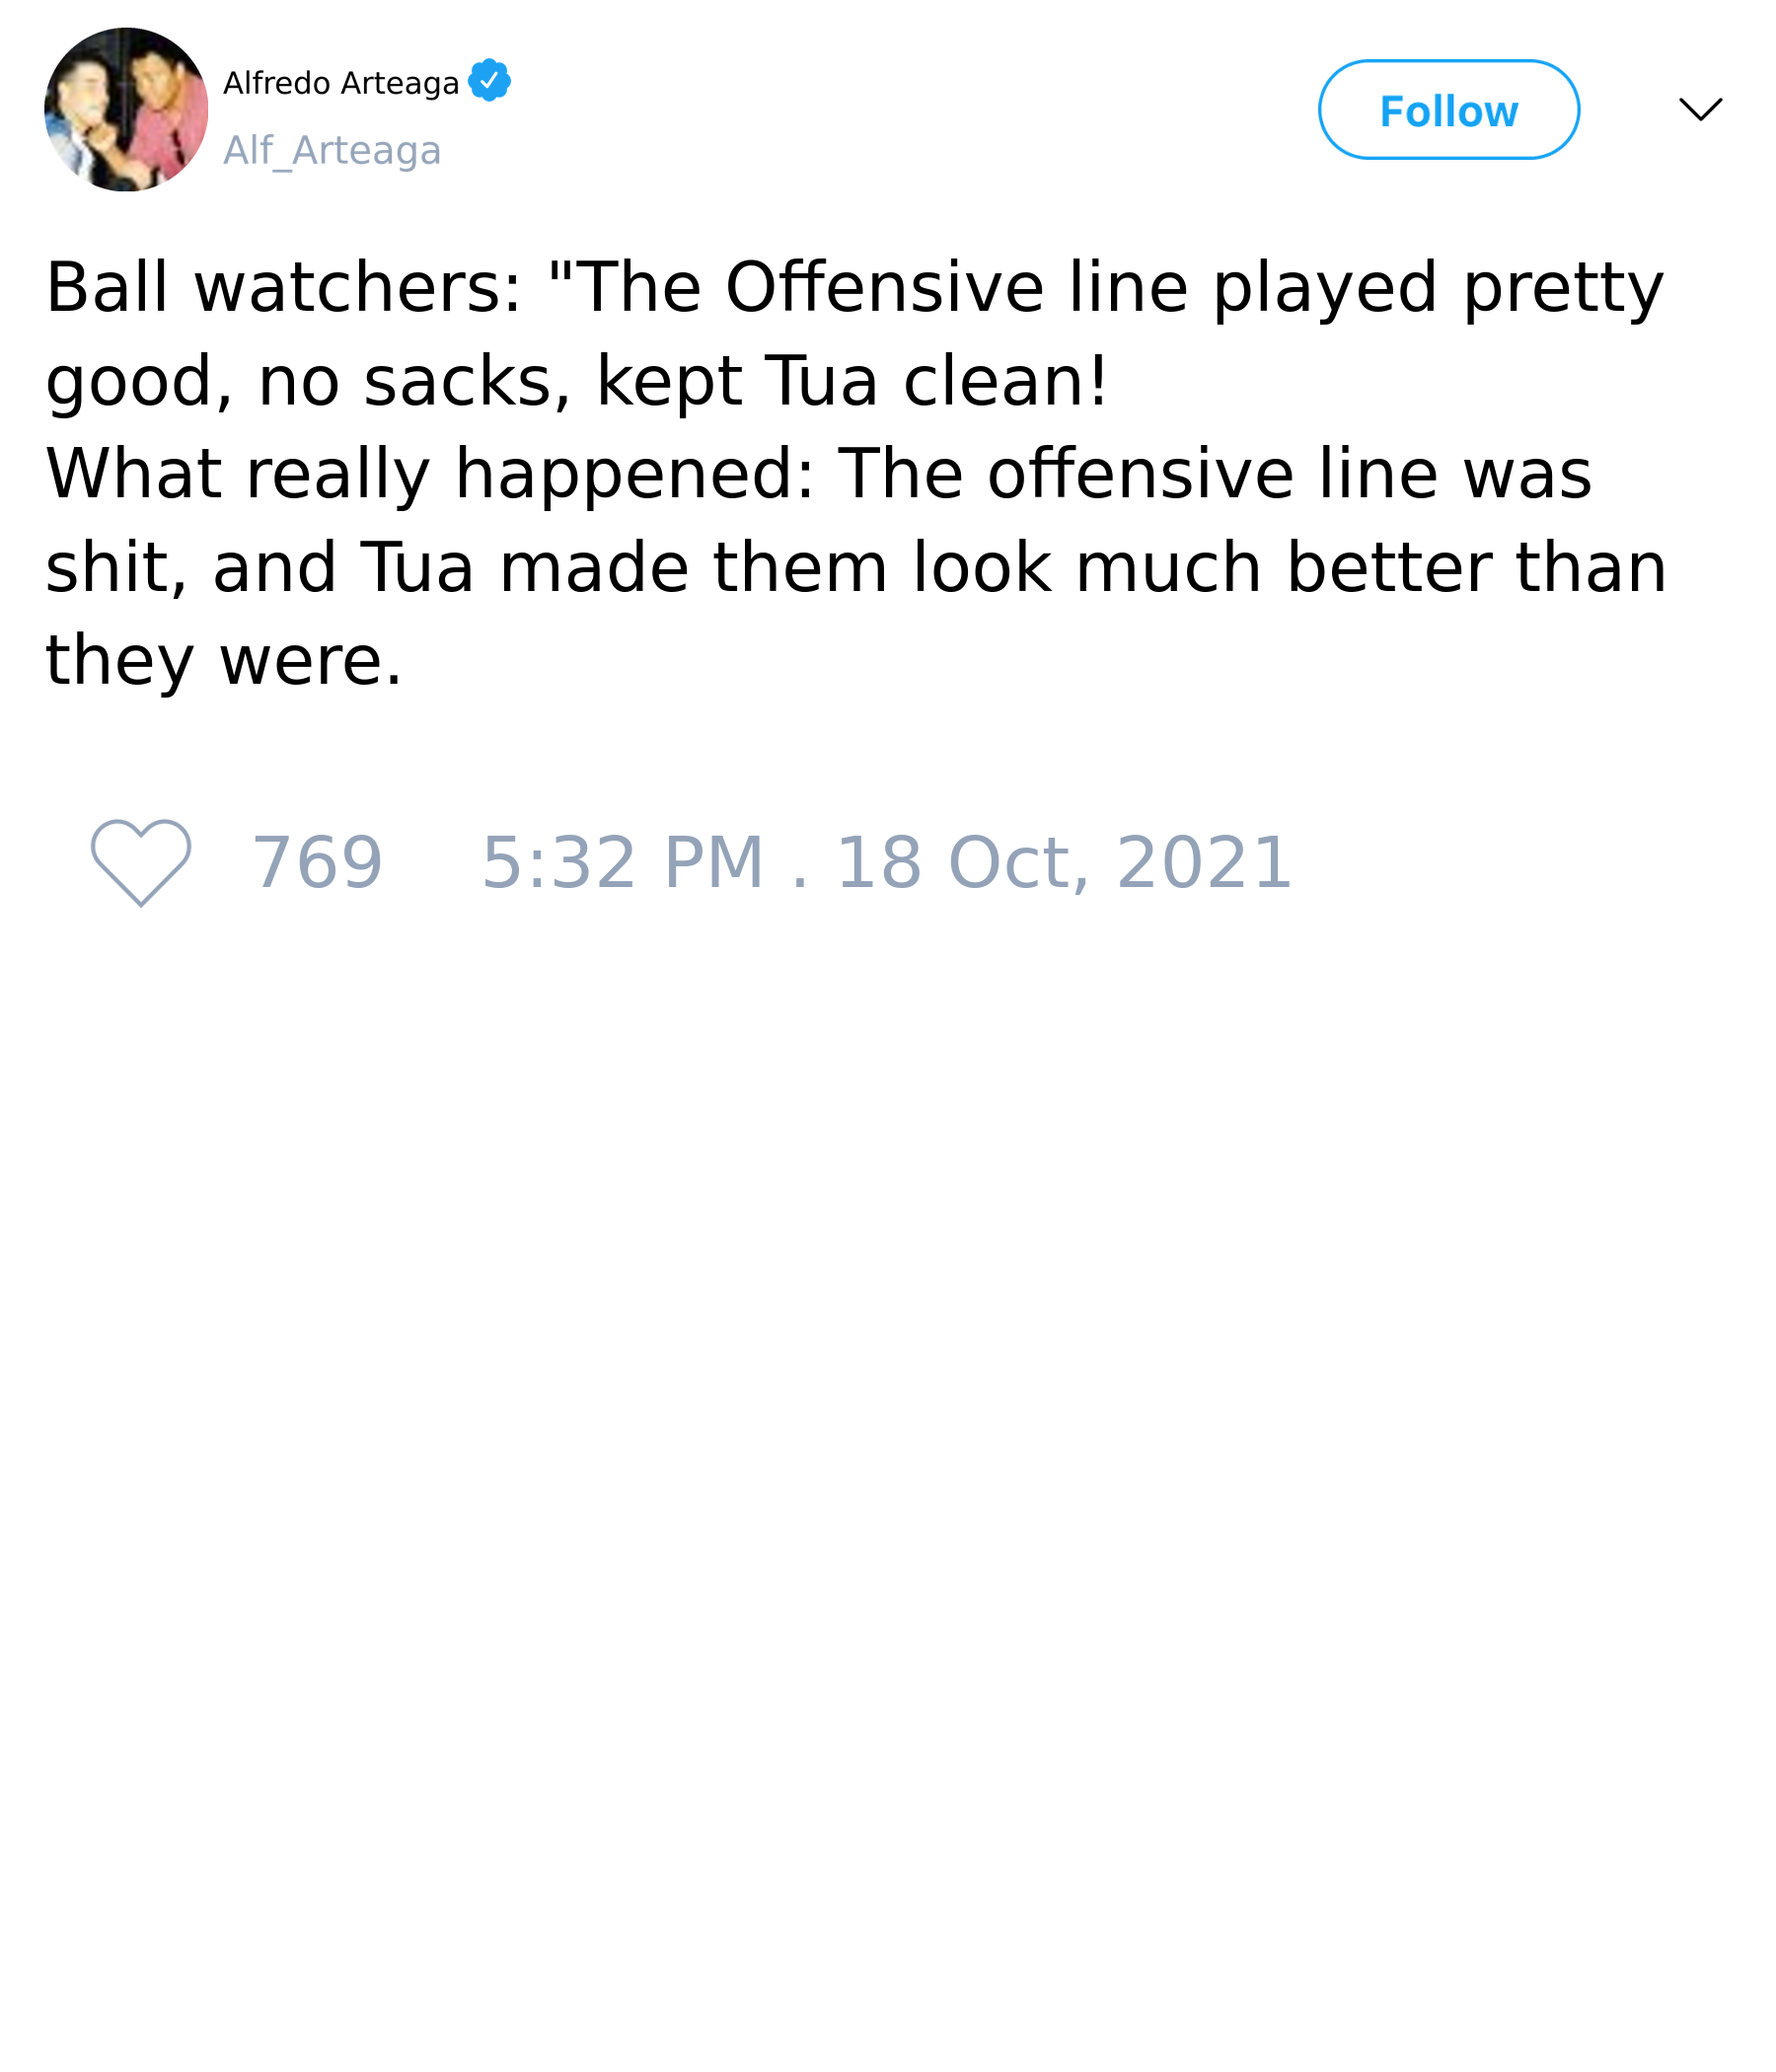 Alfredo Arteaga
Alf_Arteaga
Follow
Ball watchers: "The Offensive line played pretty
good, no sacks, kept Tua clean!
What really happened: The offensive line was
shit, and Tua made them look much better than
they were.
769 5:32 PM . 18 Oct, 2021